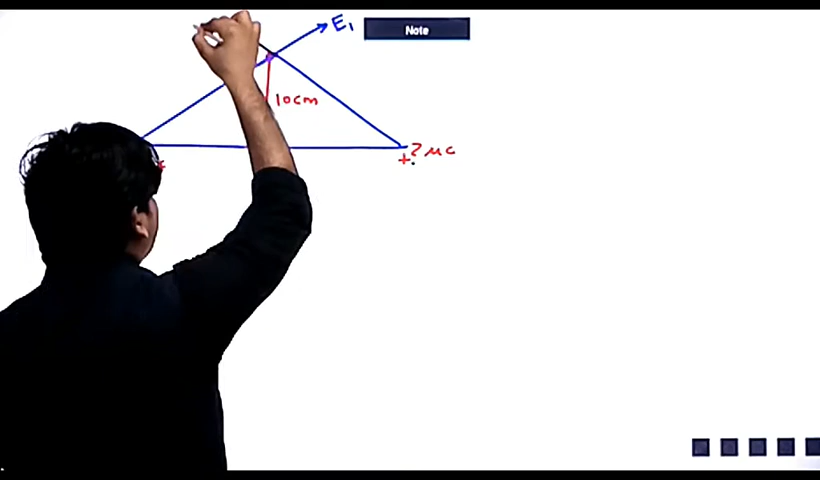 E₁
Note
10cm
+2μc
+